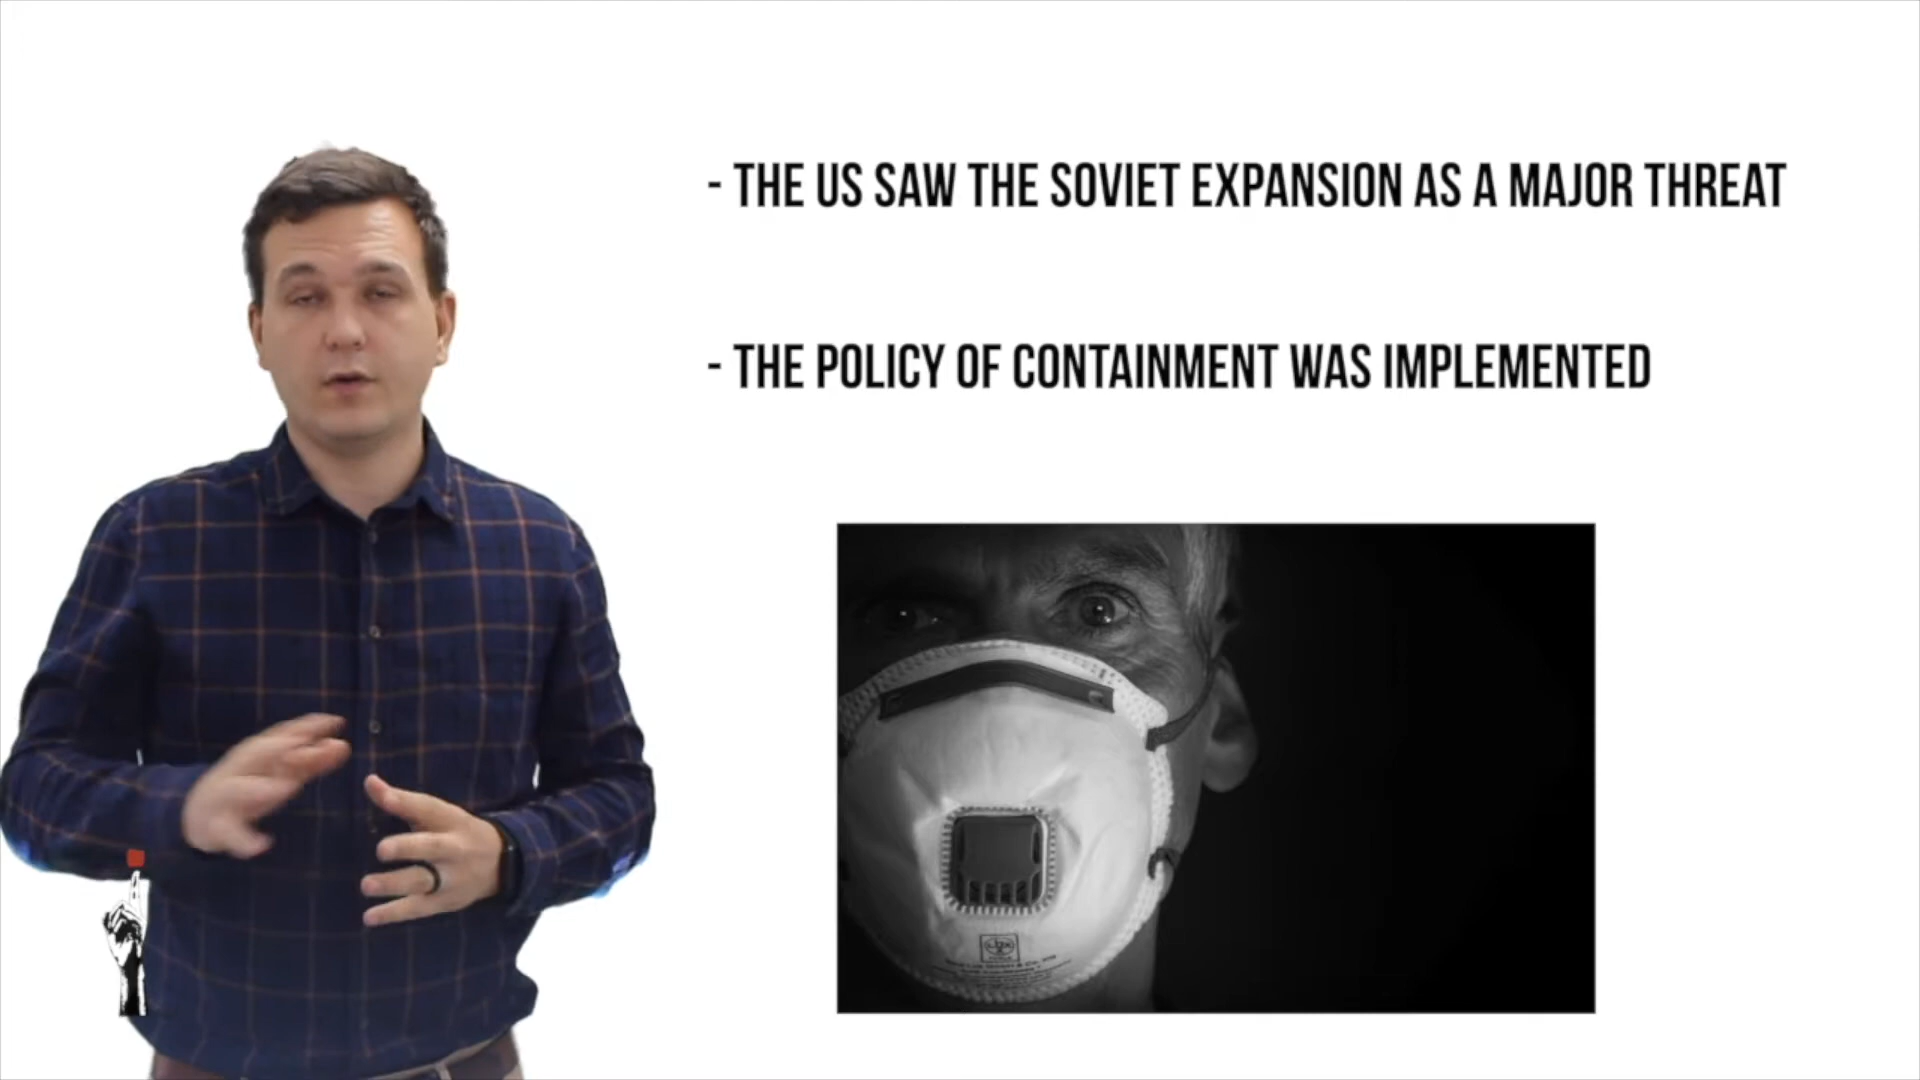 - THE US SAW THE SOVIET EXPANSION AS A MAJOR THREAT
- THE POLICY OF CONTAINMENT WAS IMPLEMENTED